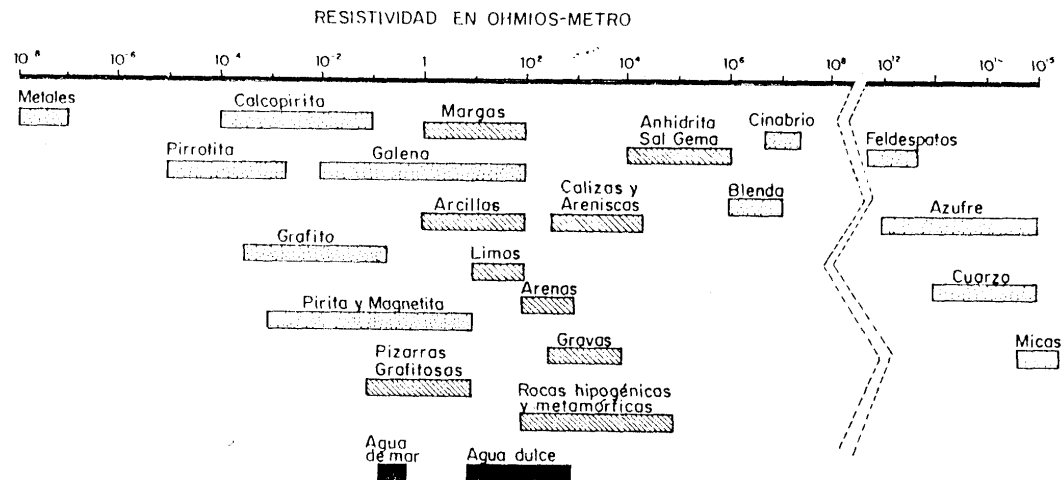 RESISTIVIDAD EN OHMIOS-METRO
10⁻⁸ 10⁻⁶ 10⁻⁴ 10⁻² 1 10² 10⁴ 10⁶ 10⁸ 10¹²
Metales
Calcopirita
Margas
Anhidrita
Sal Gema
Cinabrio
Feldespatos
Pirrotita
Galena
Arcillas
Calizas y
Areniscas
Blenda
Azufre
Grafito
Limos
Arenas
Cuarzo
Pirita y Magnetita
Gravas
Micas
Pizarras
Grafitosas
Rocas hipogénicas
y metamórficas
Agua
de mar
Agua dulce